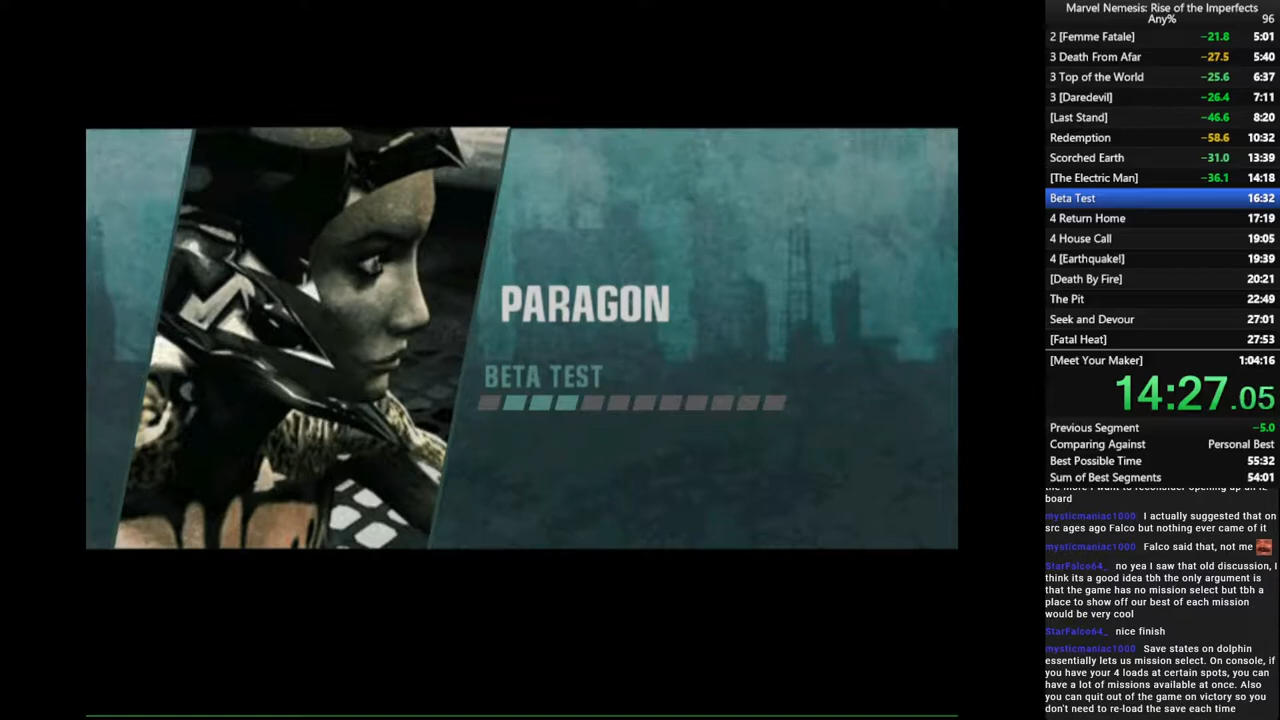 PARAGON
BETA TEST
Marvel Nemesis: Rise of the Imperfects
Any% 96
2 [Femme Fatale] −21.8 5:01
3 Death From Afar −27.5 5:40
3 Top of the World −25.6 6:37
3 [Daredevil] −26.4 7:11
[Last Stand] −46.6 8:20
Redemption −58.6 10:32
Scorched Earth −31.0 13:39
[The Electric Man] −36.1 14:18
Beta Test 16:32
4 Return Home 17:19
4 House Call 19:05
4 [Earthquake!] 19:39
[Death By Fire] 20:21
The Pit 22:49
Seek and Devour 27:01
[Fatal Heat] 27:53
[Meet Your Maker] 1:04:16
14:27.05
Previous Segment −5.0
Comparing Against Personal Best
Best Possible Time 55:32
Sum of Best Segments 54:01
board
mysticmaniac1000 I actually suggested that on
src ages ago Falco but nothing ever came of it
mysticmaniac1000 Falco said that, not me
StarFalco64_ no yea I saw that old discussion, I
think its a good idea tbh the only argument is
that the game has no mission select but tbh a
place to show off our best of each mission
would be very cool
StarFalco64_ nice finish
mysticmaniac1000 Save states on dolphin
essentially lets us mission select. On console, if
you have your 4 loads at certain spots, you can
have a lot of missions available at once. Also
you can quit out of the game on victory so you
don't need to re-load the save each time